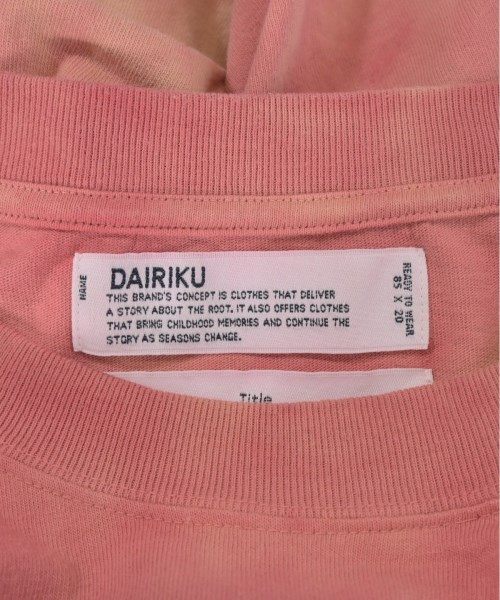 NAME
DAIRIKU
THIS BRAND'S CONCEPT IS CLOTHES THAT DELIVER
A STORY ABOUT THE ROOT. IT ALSO OFFERS CLOTHES
THAT BRING CHILDHOOD MEMORIES AND CONTINUE THE
STORY AS SEASONS CHANGE.
READY TO WEAR
85 X 20
Title